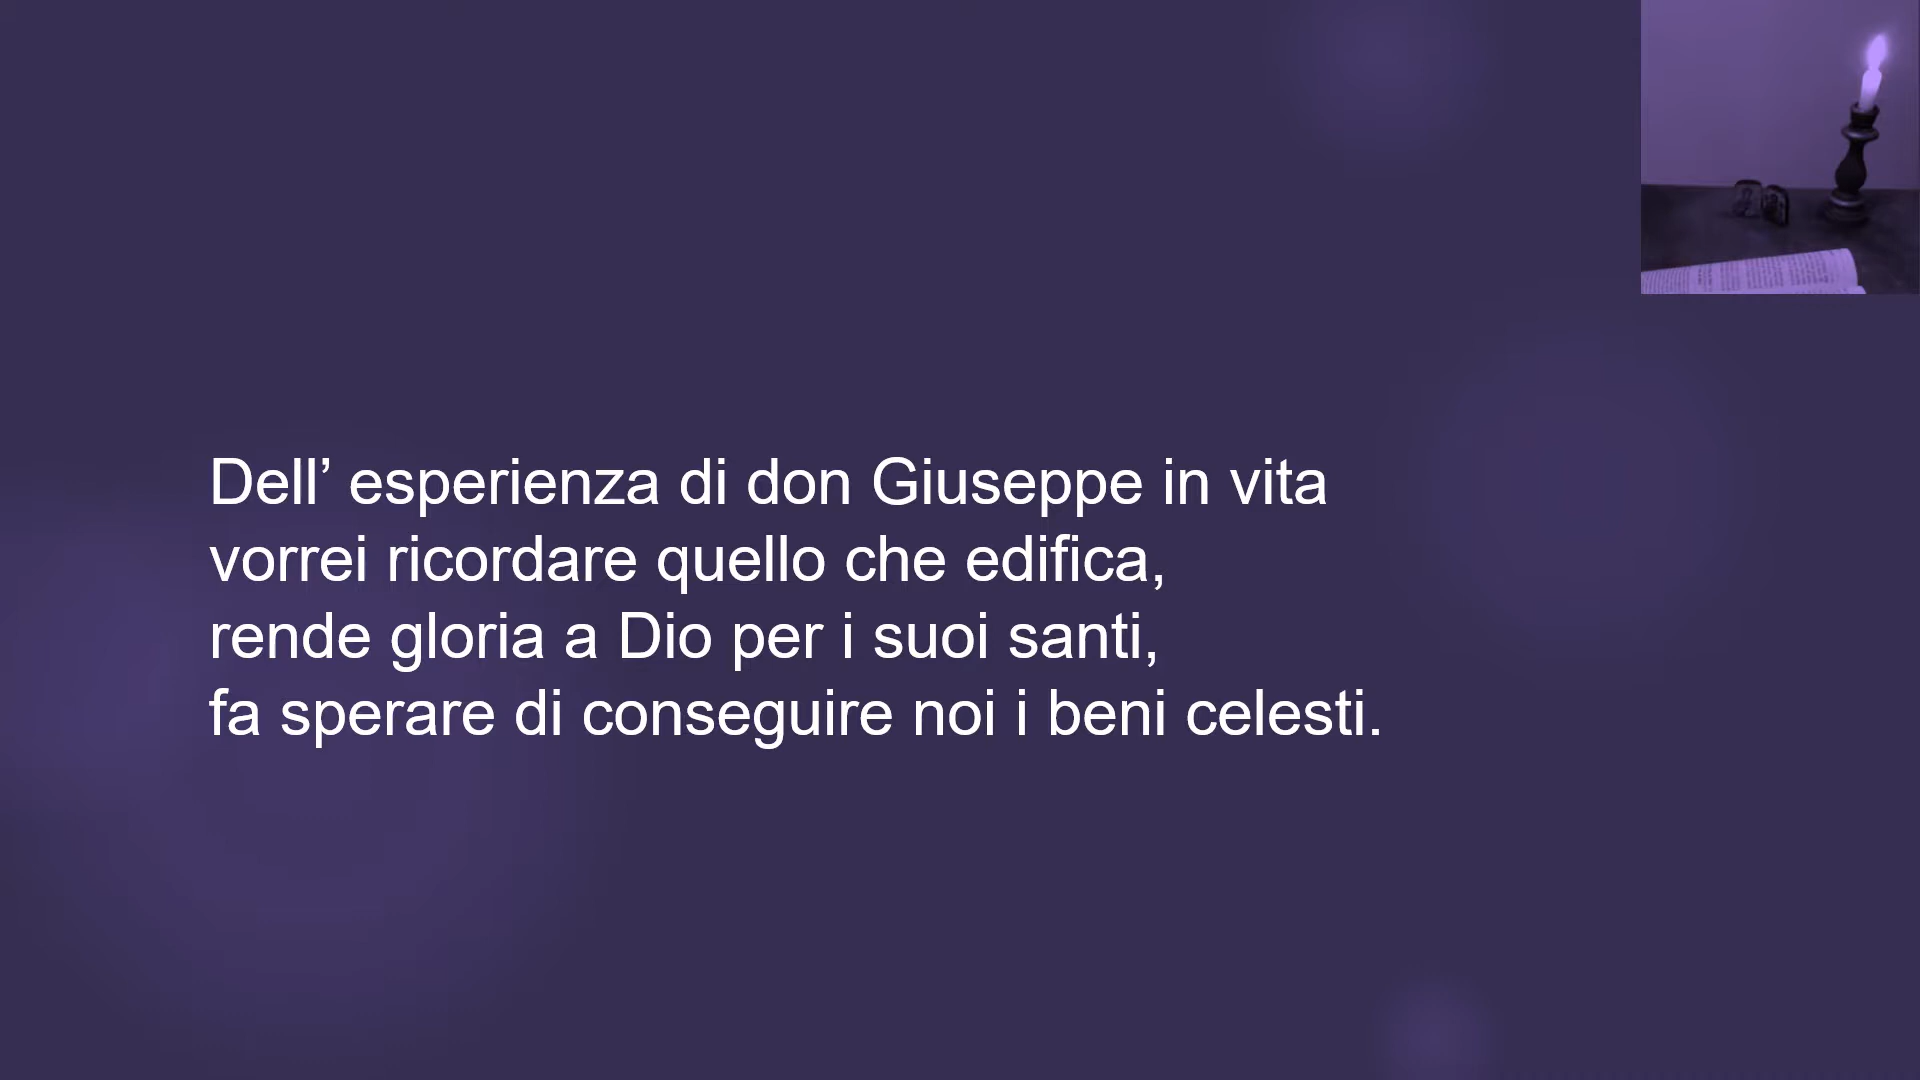 Dell’ esperienza di don Giuseppe in vita
vorrei ricordare quello che edifica,
rende gloria a Dio per i suoi santi,
fa sperare di conseguire noi i beni celesti.